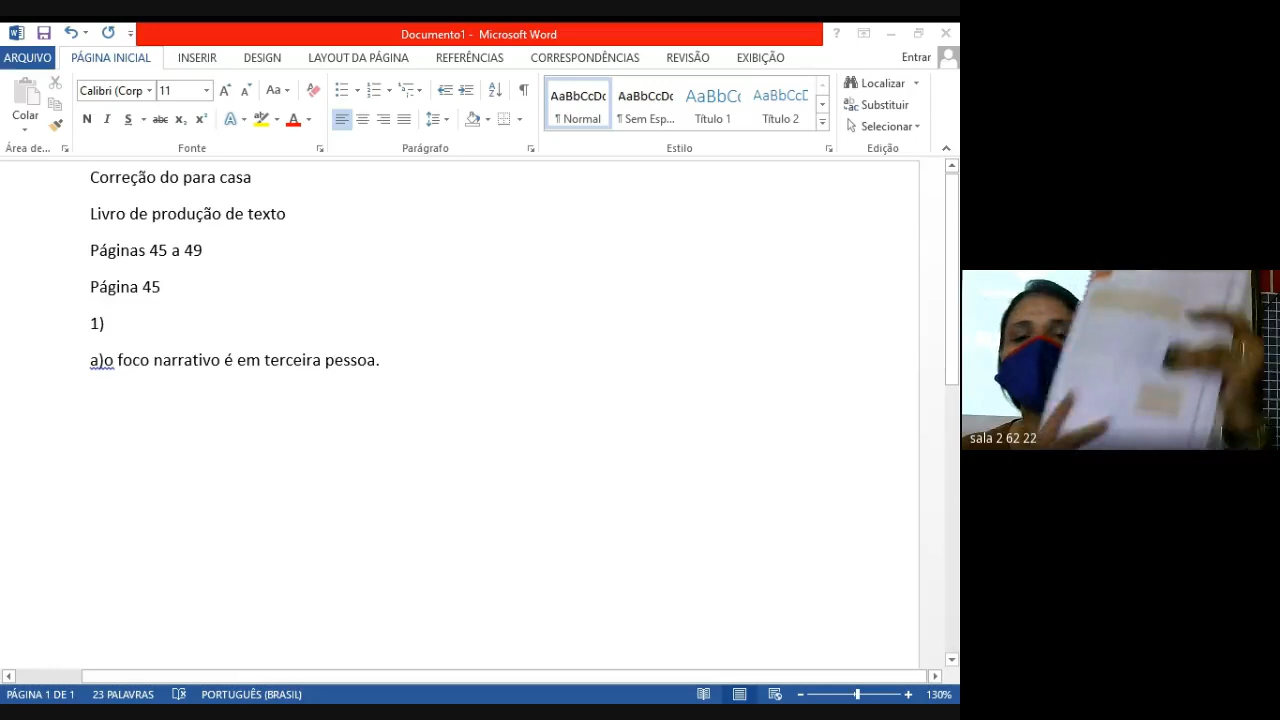 Documento1 - Microsoft Word
ARQUIVO PÁGINA INICIAL INSERIR DESIGN LAYOUT DA PÁGINA REFERÊNCIAS CORRESPONDÊNCIAS REVISÃO EXIBIÇÃO Entrar
Colar
Calibri (Corp 11
AaBbCcDc AaBbCcDc AaBbCc AaBbCcD
¶ Normal ¶ Sem Esp... Título 1 Título 2
Localizar
Substituir
Selecionar
Área de... Fonte Parágrafo Estilo Edição
Correção do para casa
Livro de produção de texto
Páginas 45 a 49
Página 45
1)
a)o foco narrativo é em terceira pessoa.
sala 2 62 22
PÁGINA 1 DE 1 23 PALAVRAS PORTUGUÊS (BRASIL) 130%